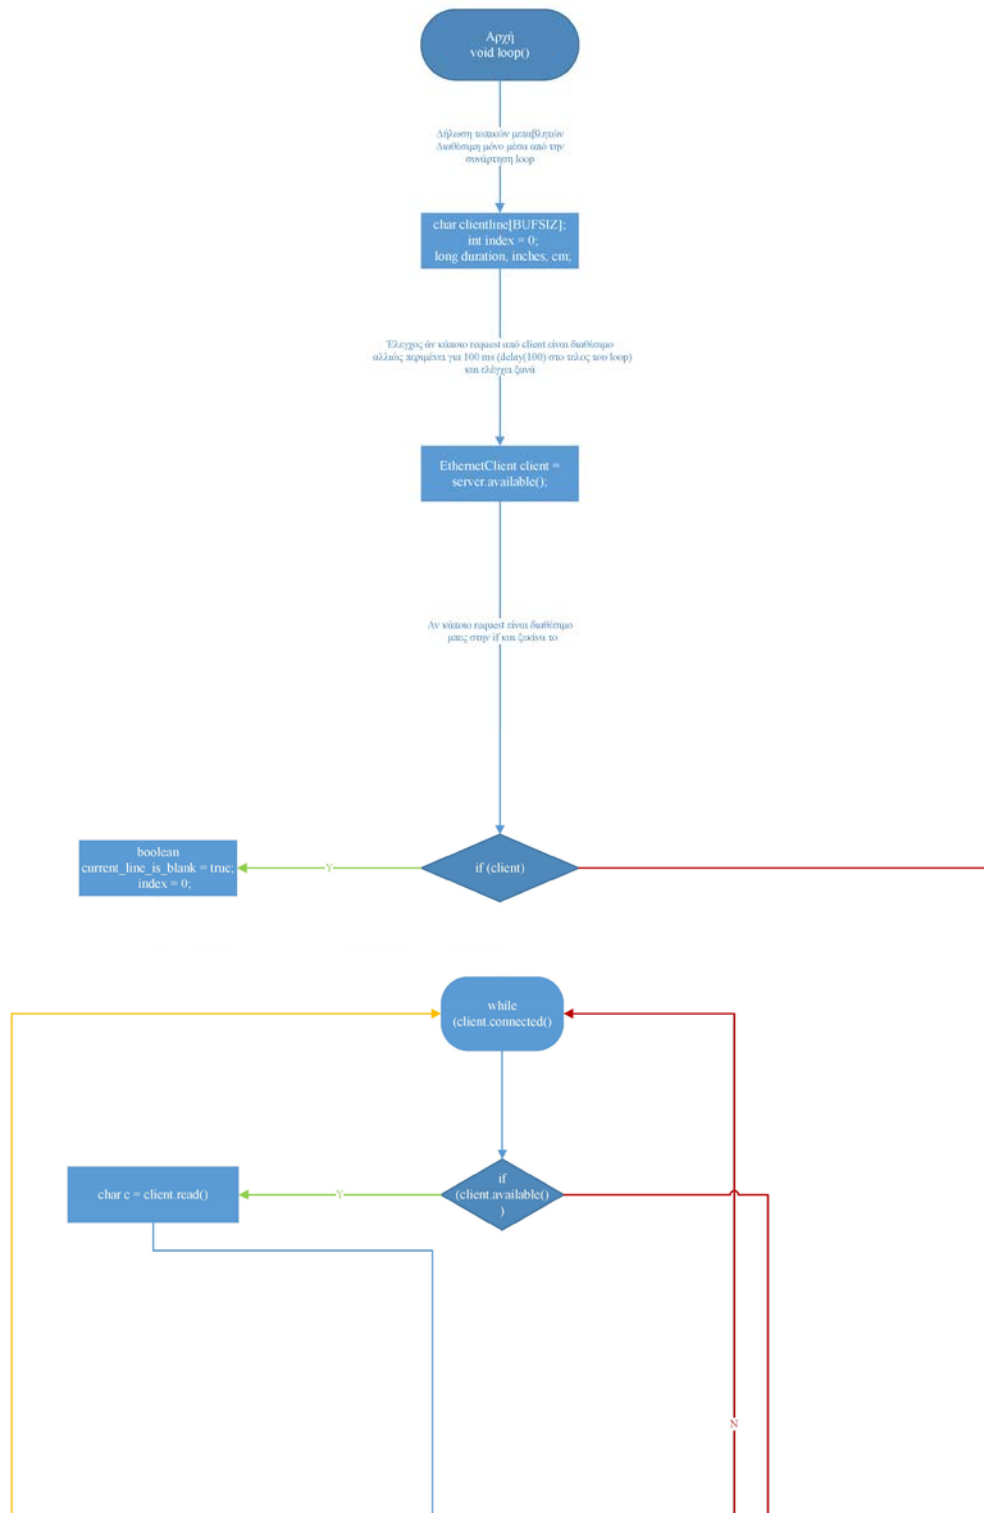 Αρχή
void loop()
Δήλωση τοπικών μεταβλητών
Διαθέσιμη μόνο μέσα από την
συνάρτηση loop
char clientline[BUFSIZ];
int index = 0;
long duration, inches, cm;
Έλεγχος άν κάποιο request από client είναι διαθέσιμο
αλλιώς περιμένει για 100 ms (delay(100) στο τελος του loop)
και ελέγχει ξανά
EthernetClient client =
server.available();
Αν κάποιο request είναι διαθέσιμο
μπες στην if και ξεκίνα το
if (client)
Y
boolean
current_line_is_blank = true;
index = 0;
while
(client.connected()
if
(client.available()
)
Y
char c = client.read()
N